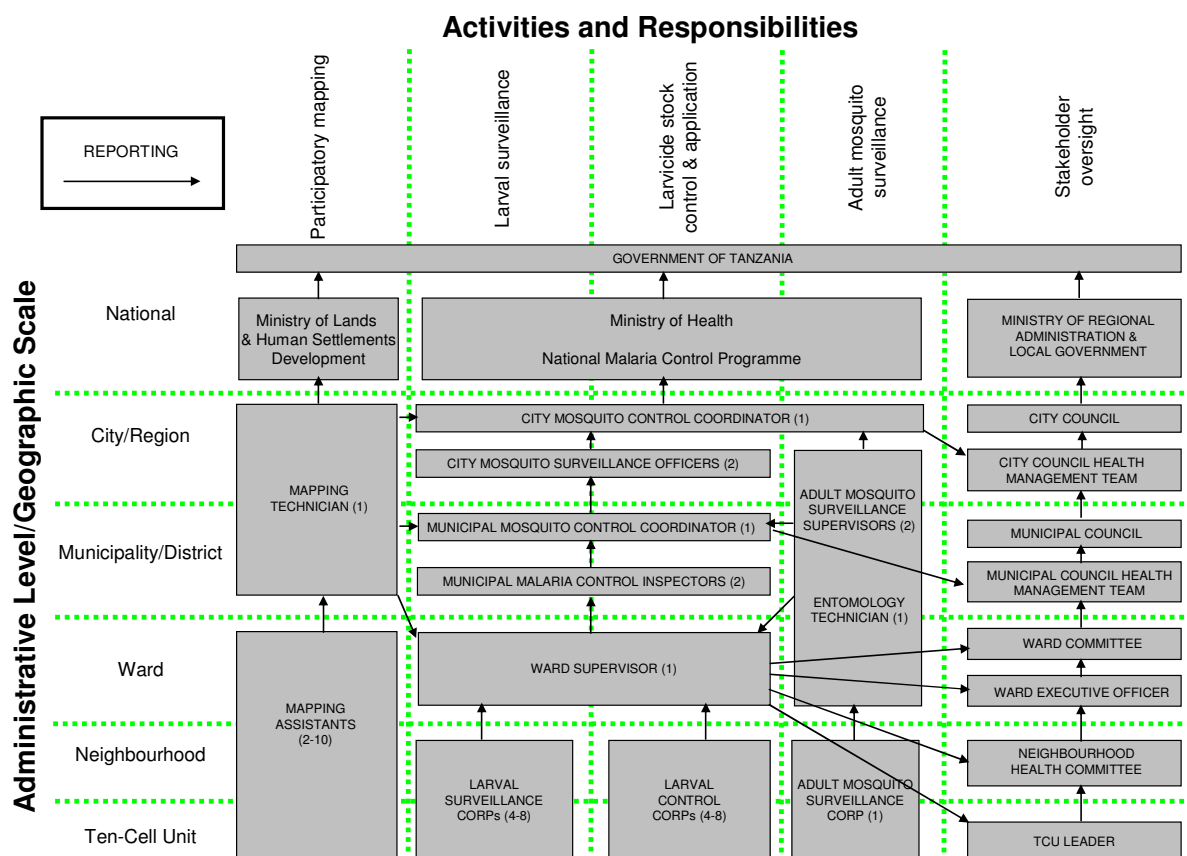 Activities and Responsibilities
REPORTING
Participatory mapping
Larval surveillance
Larvicide stock
control & application
Adult mosquito
surveillance
Stakeholder
oversight
Administrative Level/Geographic Scale
National
GOVERNMENT OF TANZANIA
Ministry of Lands
& Human Settlements
Development
Ministry of Health
National Malaria Control Programme
MINISTRY OF REGIONAL
ADMINISTRATION &
LOCAL GOVERNMENT
City/Region
MAPPING
TECHNICIAN (1)
CITY MOSQUITO CONTROL COORDINATOR (1)
CITY COUNCIL
CITY MOSQUITO SURVEILLANCE OFFICERS (2)
CITY COUNCIL HEALTH
MANAGEMENT TEAM
ADULT MOSQUITO
SURVEILLANCE
SUPERVISORS (2)
ENTOMOLOGY
TECHNICIAN (1)
Municipality/District
MUNICIPAL MOSQUITO CONTROL COORDINATOR (1)
MUNICIPAL COUNCIL
MUNICIPAL MALARIA CONTROL INSPECTORS (2)
MUNICIPAL COUNCIL HEALTH
MANAGEMENT TEAM
Ward
WARD SUPERVISOR (1)
WARD COMMITTEE
WARD EXECUTIVE OFFICER
MAPPING
ASSISTANTS
(2-10)
Neighbourhood
LARVAL
SURVEILLANCE
CORPs (4-8)
LARVAL
CONTROL
CORPs (4-8)
ADULT MOSQUITO
SURVEILLANCE
CORP (1)
NEIGHBOURHOOD
HEALTH COMMITTEE
Ten-Cell Unit
TCU LEADER